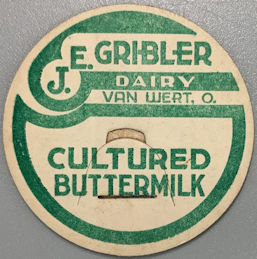 J.E. GRIBLER
DAIRY
VAN WERT, O.
CULTURED
BUTTERMILK